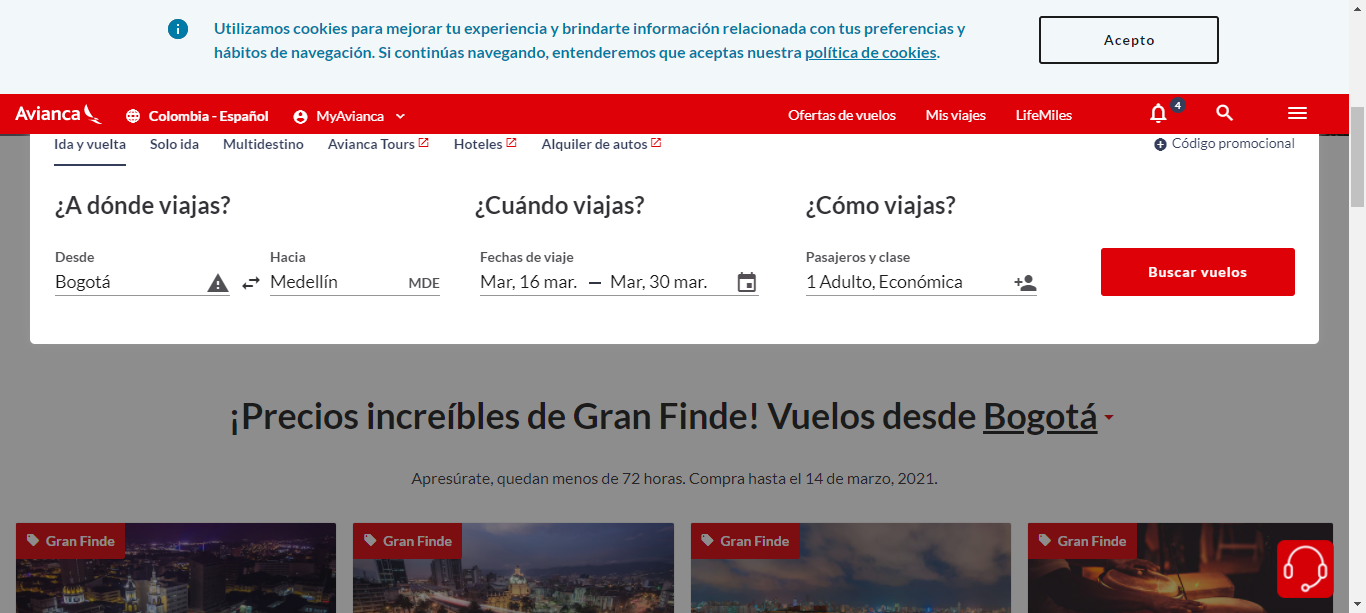 Utilizamos cookies para mejorar tu experiencia y brindarte información relacionada con tus preferencias y
hábitos de navegación. Si continúas navegando, entenderemos que aceptas nuestra política de cookies.
Acepto
Avianca Colombia - Español MyAvianca Ofertas de vuelos Mis viajes LifeMiles 4
Ida y vuelta Solo ida Multidestino Avianca Tours Hoteles Alquiler de autos Código promocional
¿A dónde viajas? ¿Cuándo viajas? ¿Cómo viajas?
Desde Hacia Fechas de viaje Pasajeros y clase
Bogotá Medellín MDE Mar, 16 mar. — Mar, 30 mar. 1 Adulto, Económica Buscar vuelos
¡Precios increíbles de Gran Finde! Vuelos desde Bogotá
Apresúrate, quedan menos de 72 horas. Compra hasta el 14 de marzo, 2021.
Gran Finde Gran Finde Gran Finde Gran Finde